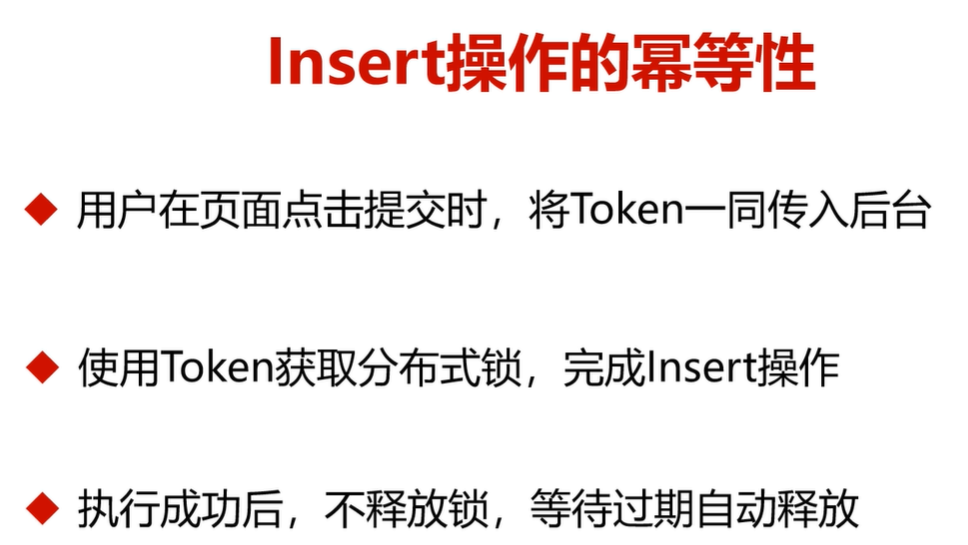 Insert操作的幂等性
用户在页面点击提交时，将Token一同传入后台
使用Token获取分布式锁，完成Insert操作
执行成功后，不释放锁，等待过期自动释放